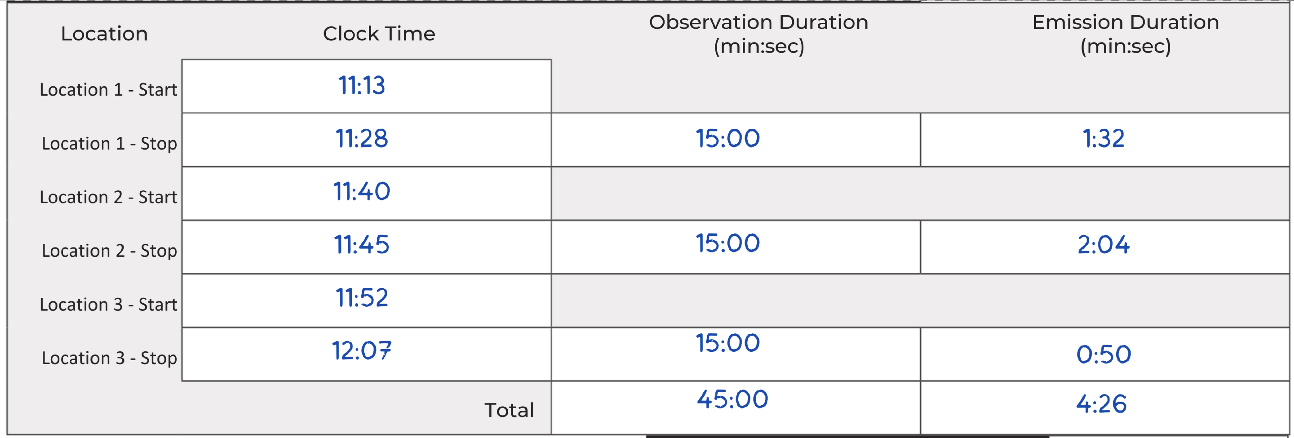 Location Clock Time Observation Duration (min:sec) Emission Duration (min:sec)
Location 1 - Start 11:13
Location 1 - Stop 11:28 15:00 1:32
Location 2 - Start 11:40
Location 2 - Stop 11:45 15:00 2:04
Location 3 - Start 11:52
Location 3 - Stop 12:07 15:00 0:50
Total 45:00 4:26